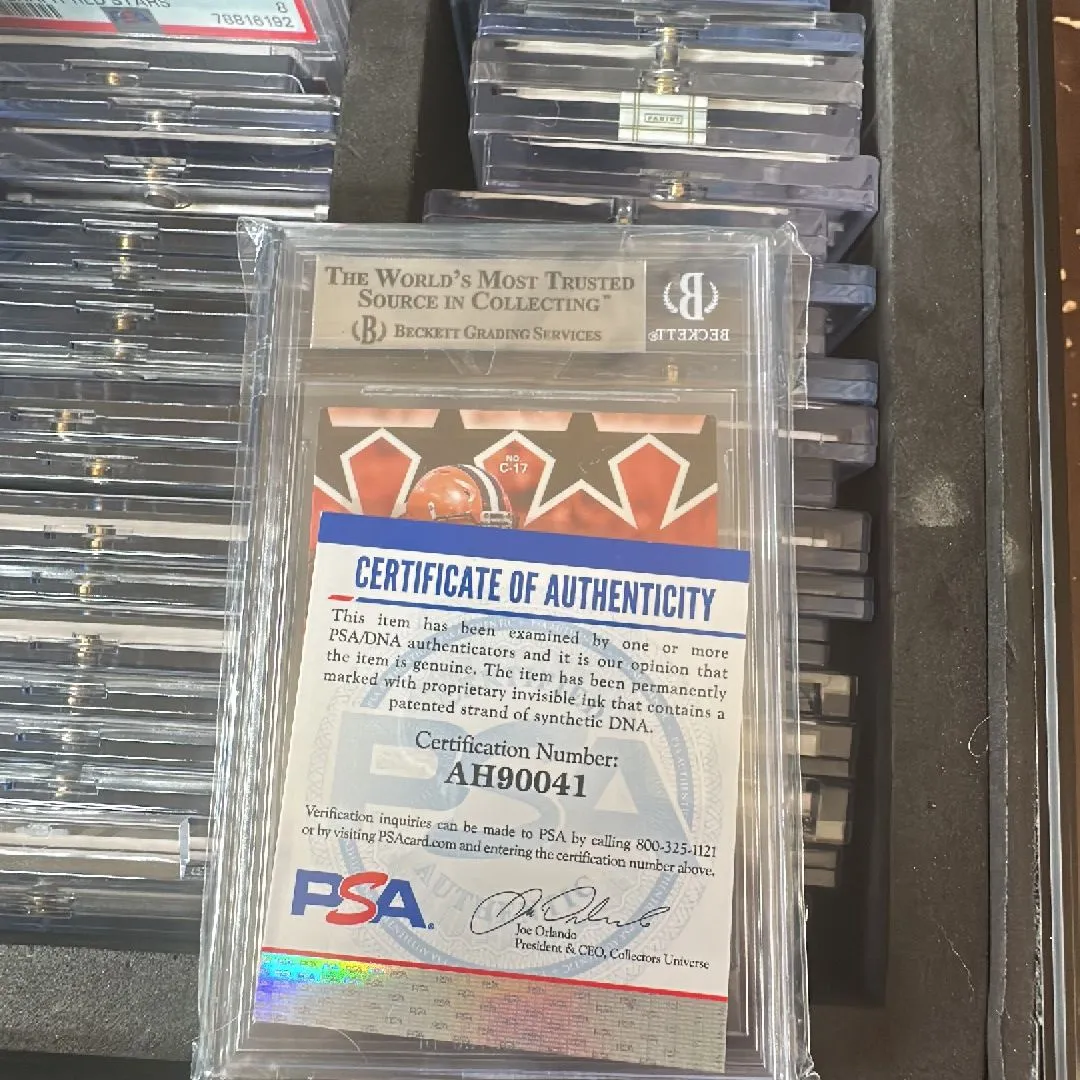 8
78816192
PANINI
THE WORLD'S MOST TRUSTED
SOURCE IN COLLECTING™
(B) BECKETT GRADING SERVICES
B
BECKETT®
NO.
C-17
CERTIFICATE OF AUTHENTICITY
This item has been examined by one or more
PSA/DNA authenticators and it is our opinion that
the item is genuine. The item has been permanently
marked with proprietary invisible ink that contains a
patented strand of synthetic DNA.
Certification Number:
AH90041
Verification inquiries can be made to PSA by calling 800-325-1121
or by visiting PSAcard.com and entering the certification number above.
PSA®
Joe Orlando
President & CEO, Collectors Universe